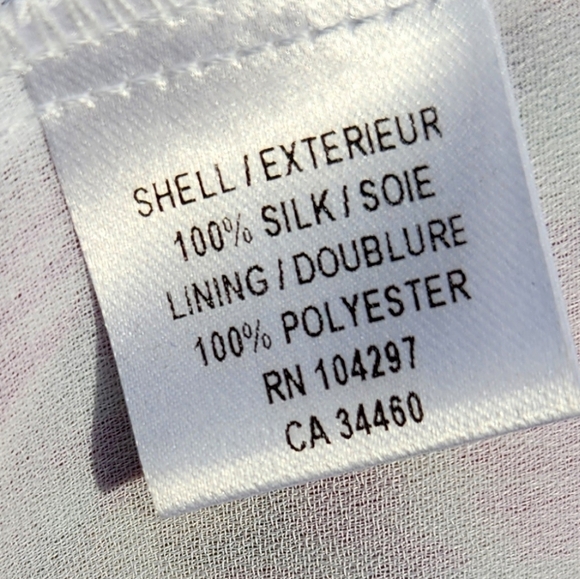 SHELL / EXTERIEUR
100% SILK / SOIE
LINING / DOUBLURE
100% POLYESTER
RN 104297
CA 34460